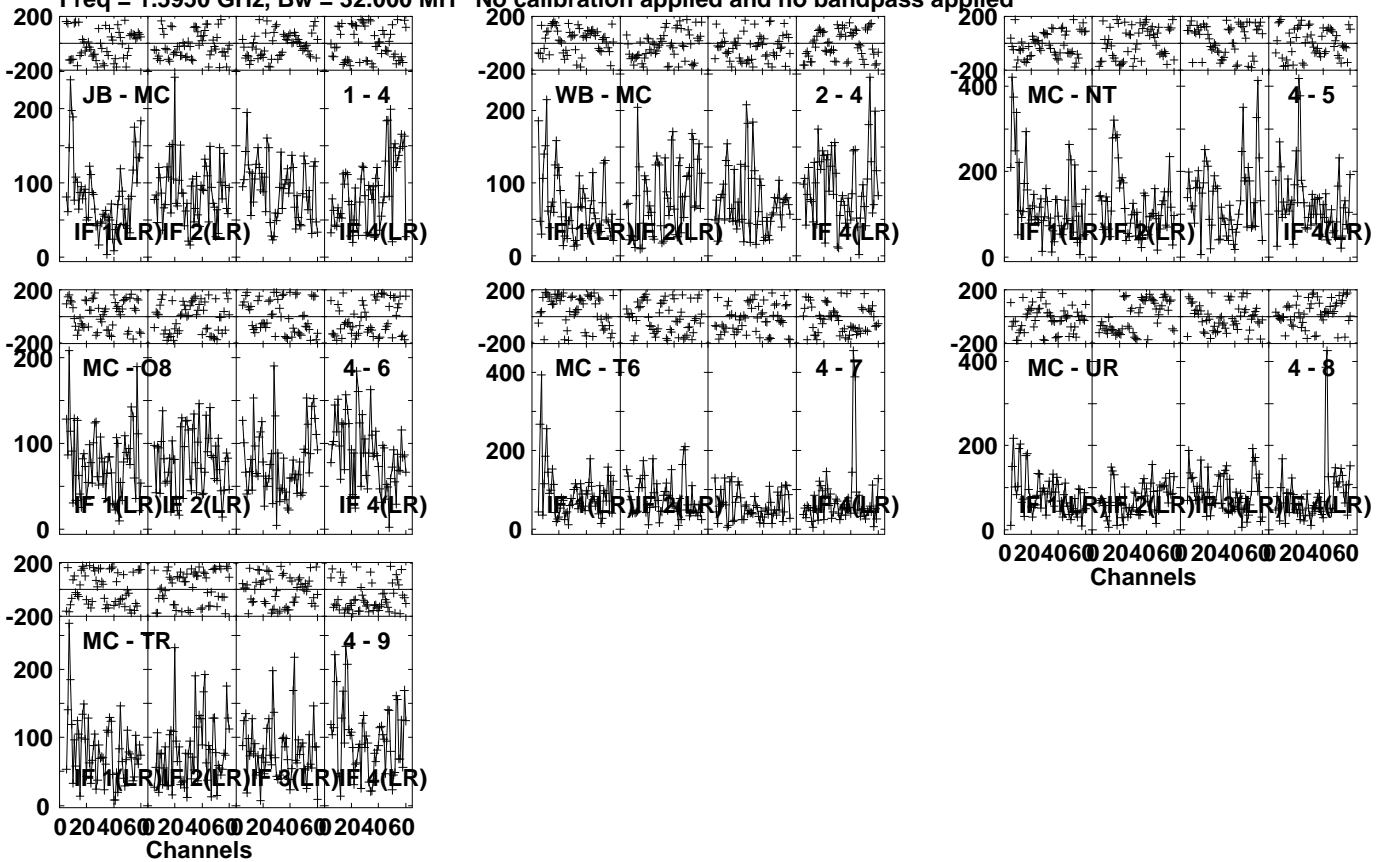 Freq = 1.5950 GHz, Bw = 32.000 MH No calibration applied and no bandpass applied
200
-200
JB - MC 1 - 4
200
100
0
IF 1(LR) IF 2(LR) IF 4(LR)
200
-200
WB - MC 2 - 4
200
100
0
IF 1(LR) IF 2(LR) IF 4(LR)
200
-200
MC - NT 4 - 5
400
200
0
IF 1(LR) IF 2(LR) IF 4(LR)
200
-200
MC - O8 4 - 6
200
100
0
IF 1(LR) IF 2(LR) IF 4(LR)
200
-200
MC - T6 4 - 7
400
200
0
IF 1(LR) IF 2(LR) IF 4(LR)
200
-200
MC - UR 4 - 8
400
200
0
IF 1(LR) IF 2(LR) IF 3(LR) IF 4(LR)
0 20 40 60 0 20 40 60 0 20 40 60 0 20 40 60
Channels
200
-200
MC - TR 4 - 9
200
100
0
IF 1(LR) IF 2(LR) IF 3(LR) IF 4(LR)
0 20 40 60 0 20 40 60 0 20 40 60 0 20 40 60
Channels